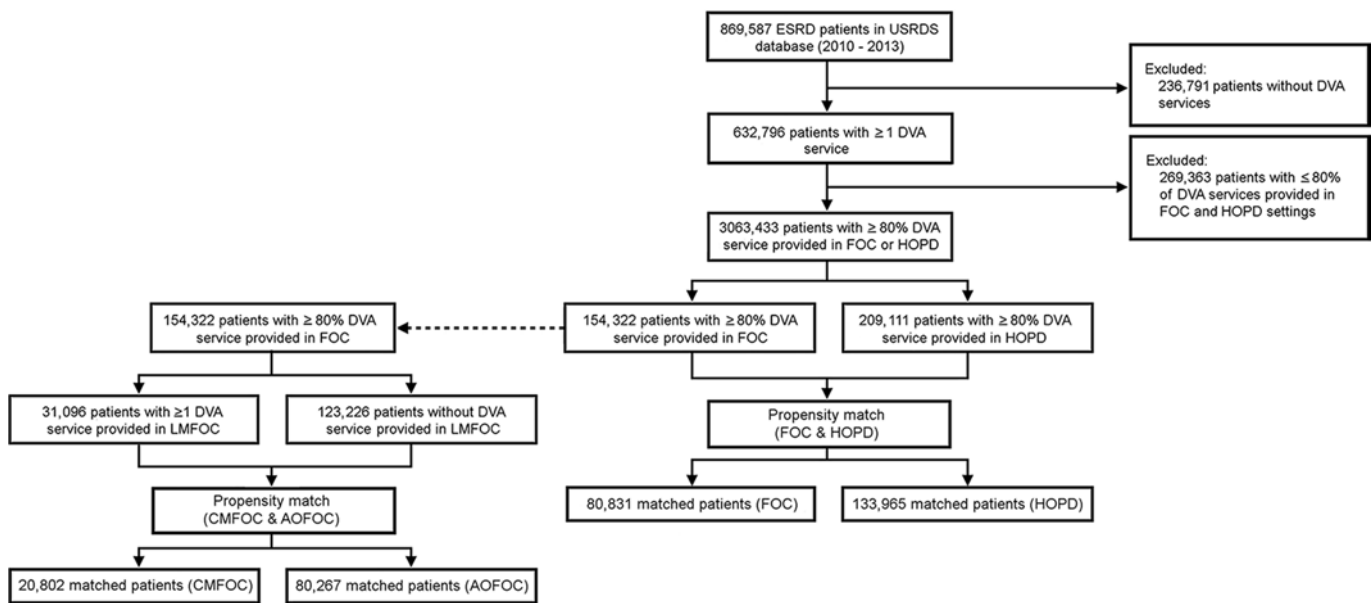 869,587 ESRD patients in USRDS
database (2010 - 2013)
Excluded:
236,791 patients without DVA
services
632,796 patients with ≥ 1 DVA
service
Excluded:
269,363 patients with ≤ 80%
of DVA services provided in
FOC and HOPD settings
3063,433 patients with ≥ 80% DVA
service provided in FOC or HOPD
154,322 patients with ≥ 80% DVA
service provided in FOC
154,322 patients with ≥ 80% DVA
service provided in FOC
209,111 patients with ≥ 80% DVA
service provided in HOPD
31,096 patients with ≥1 DVA
service provided in LMFOC
123,226 patients without DVA
service provided in LMFOC
Propensity match
(FOC & HOPD)
Propensity match
(CMFOC & AOFOC)
80,831 matched patients (FOC)
133,965 matched patients (HOPD)
20,802 matched patients (CMFOC)
80,267 matched patients (AOFOC)